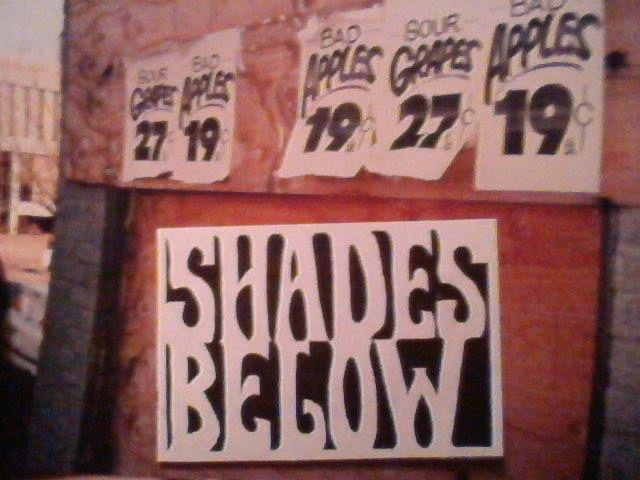 SOUR
GRAPES
27¢
BAD
APPLES
19¢
BAD
APPLES
19¢
SOUR
GRAPES
27¢
BAD
APPLES
19¢
SHADES
BELOW